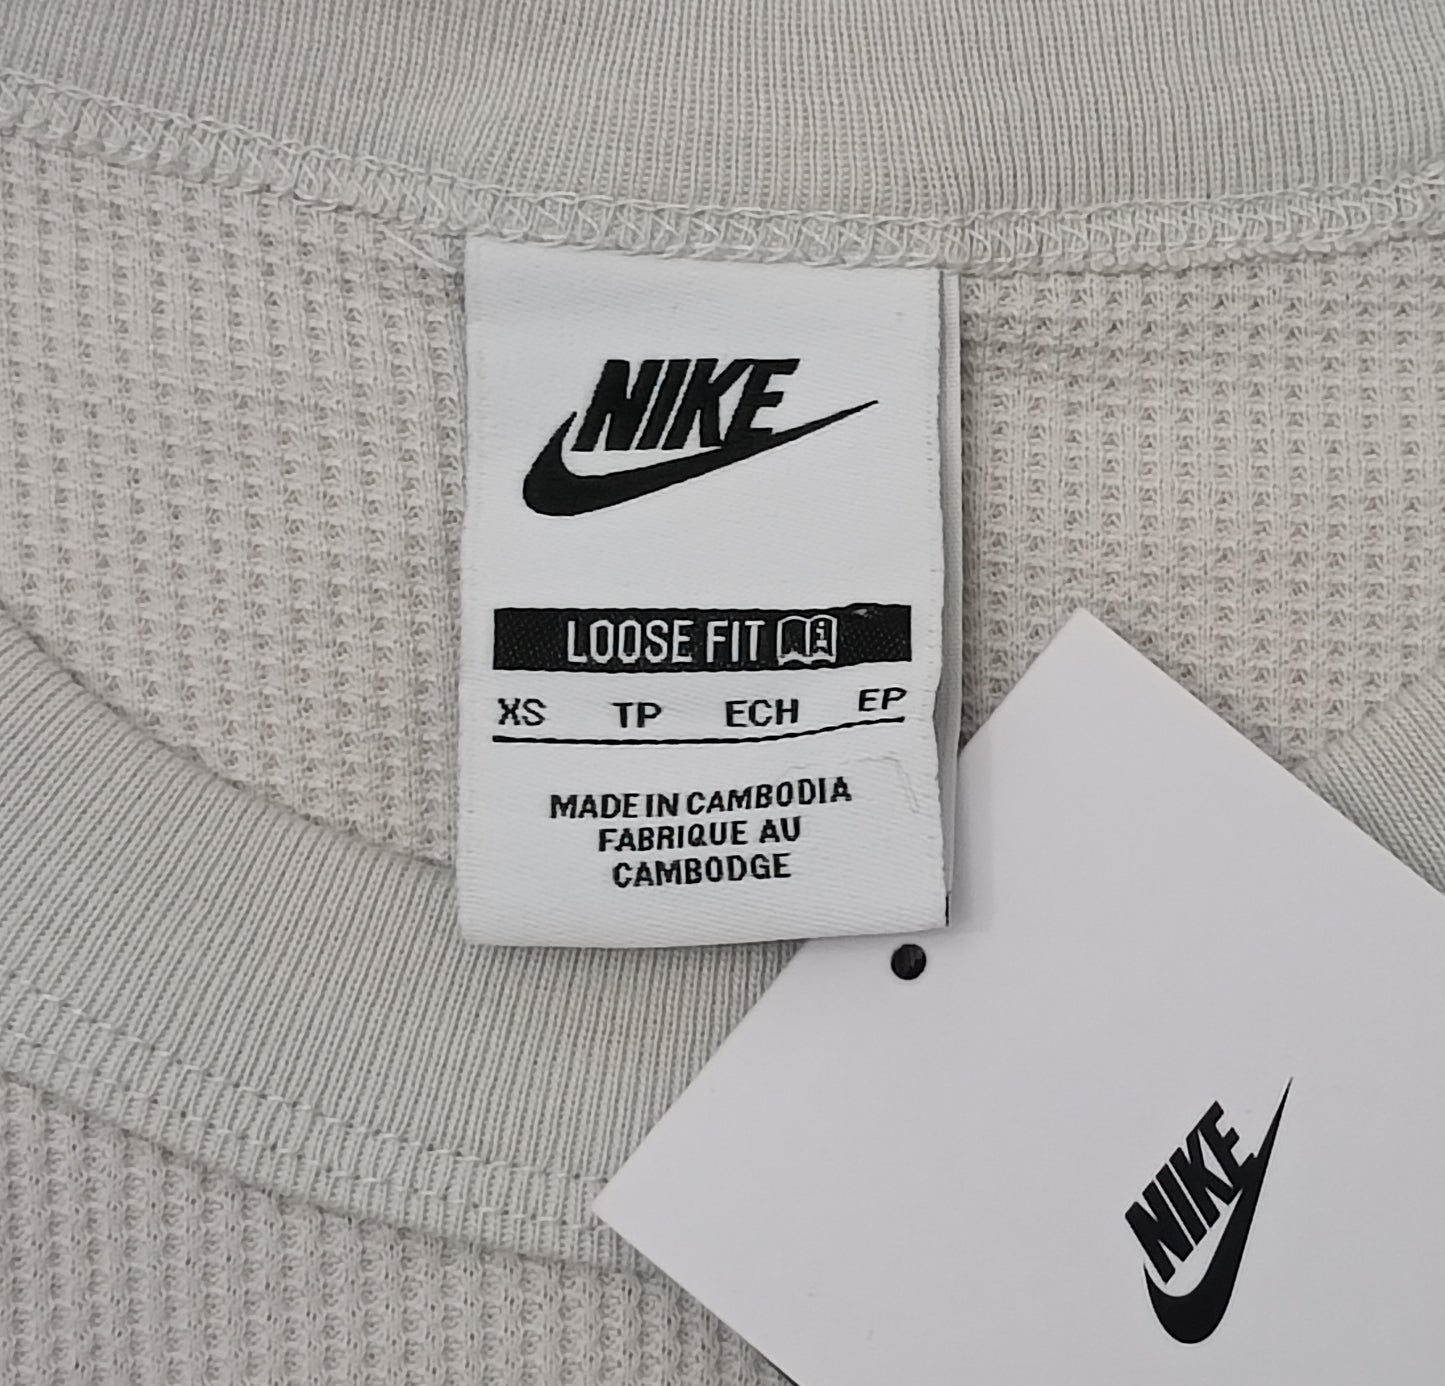 NIKE
LOOSE FIT
XS TP ECH EP
MADE IN CAMBODIA
FABRIQUE AU
CAMBODGE
NIKE